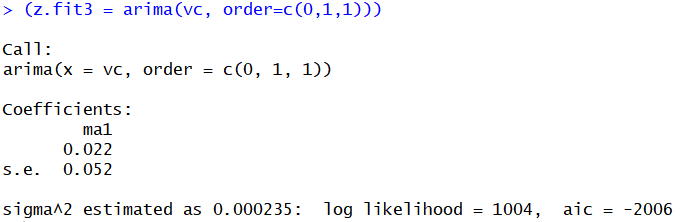 > (z.fit3 = arima(vc, order=c(0,1,1)))
Call:
arima(x = vc, order = c(0, 1, 1))
Coefficients:
ma1
0.022
s.e. 0.052
sigma^2 estimated as 0.000235: log likelihood = 1004, aic = -2006